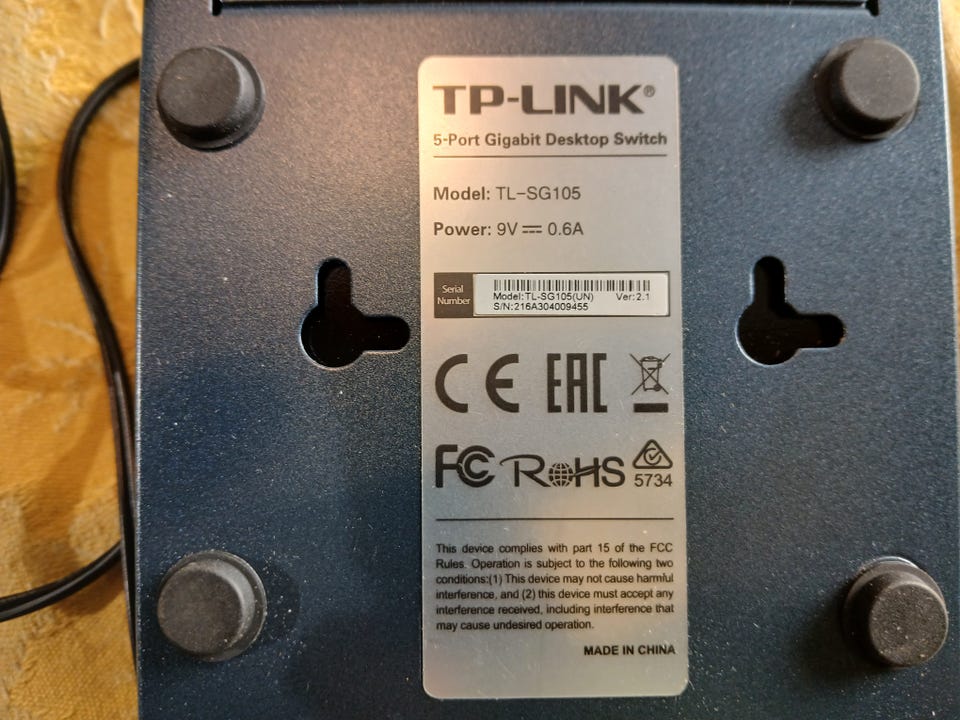 TP-LINK®
5-Port Gigabit Desktop Switch
Model: TL-SG105
Power: 9V ⎓ 0.6A
Serial
Number
Model:TL-SG105(UN) Ver:2.1
S/N:216A304009455
CE EAC
FC RoHS 5734
This device complies with part 15 of the FCC
Rules. Operation is subject to the following two
conditions:(1) This device may not cause harmful
interference, and (2) this device must accept any
interference received, including interference that
may cause undesired operation.
MADE IN CHINA